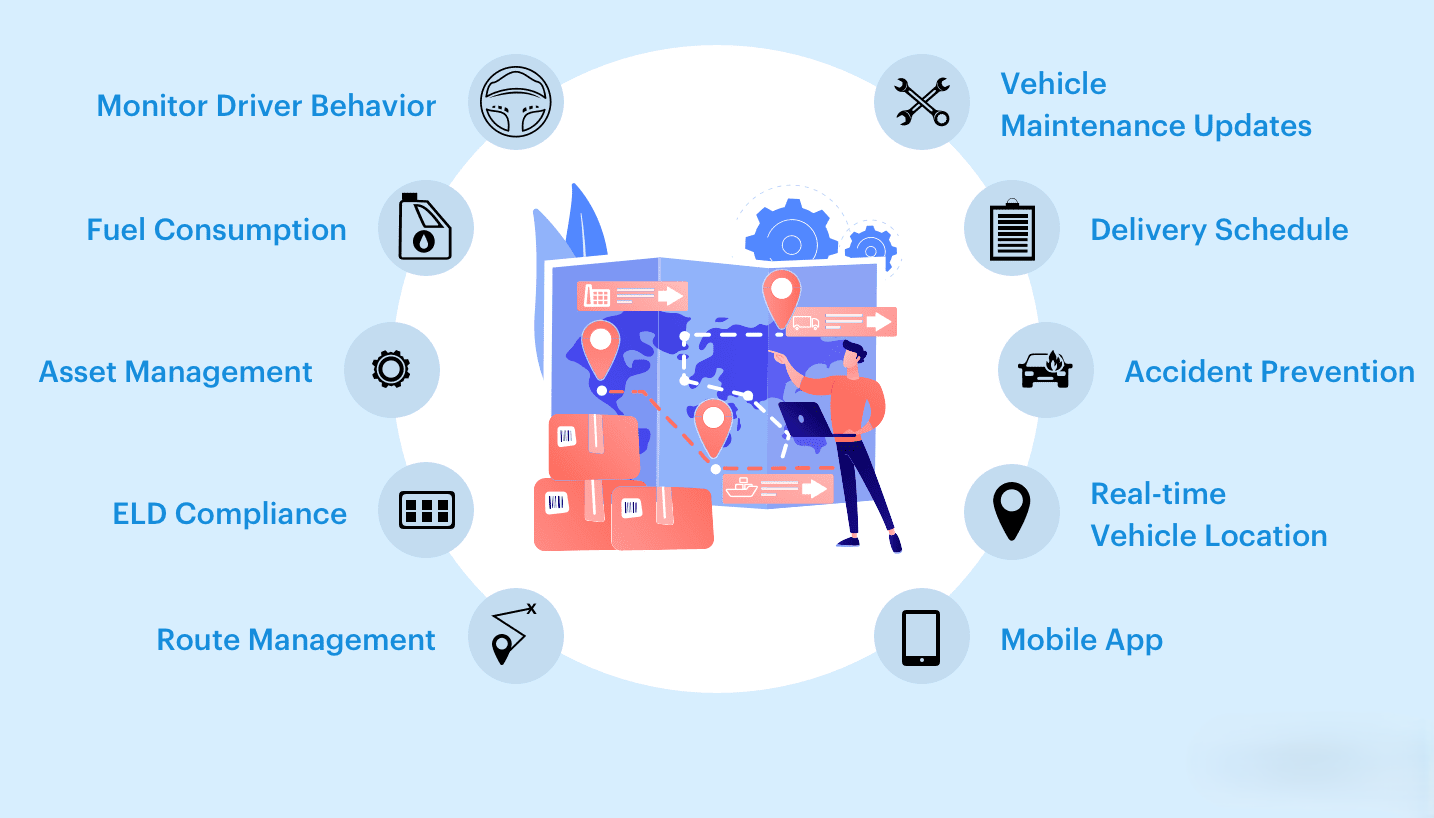 Monitor Driver Behavior
Fuel Consumption
Asset Management
ELD Compliance
Route Management
X
Vehicle
Maintenance Updates
Delivery Schedule
Accident Prevention
Real-time
Vehicle Location
Mobile App